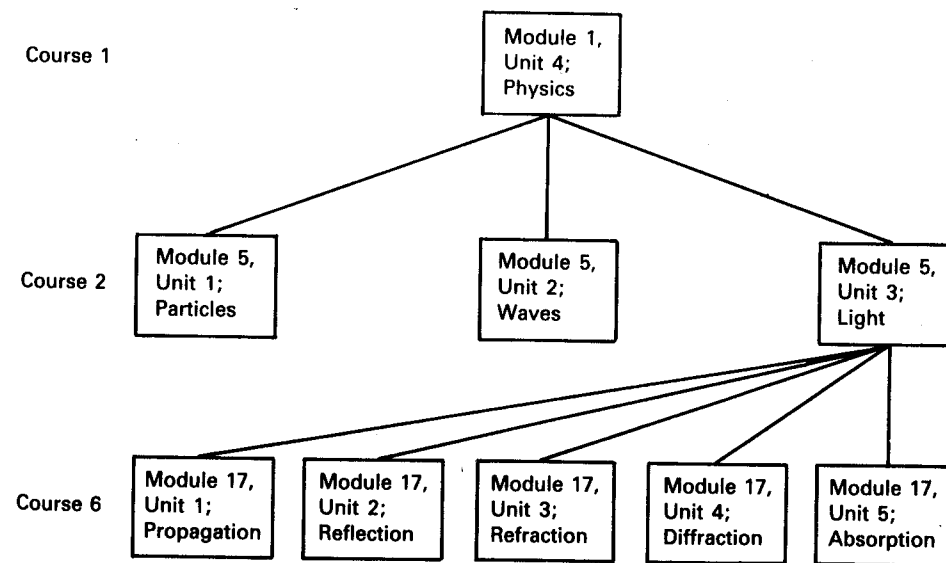 Course 1
Module 1,
Unit 4;
Physics
Course 2
Module 5,
Unit 1;
Particles
Module 5,
Unit 2;
Waves
Module 5,
Unit 3;
Light
Course 6
Module 17,
Unit 1;
Propagation
Module 17,
Unit 2;
Reflection
Module 17,
Unit 3;
Refraction
Module 17,
Unit 4;
Diffraction
Module 17,
Unit 5;
Absorption